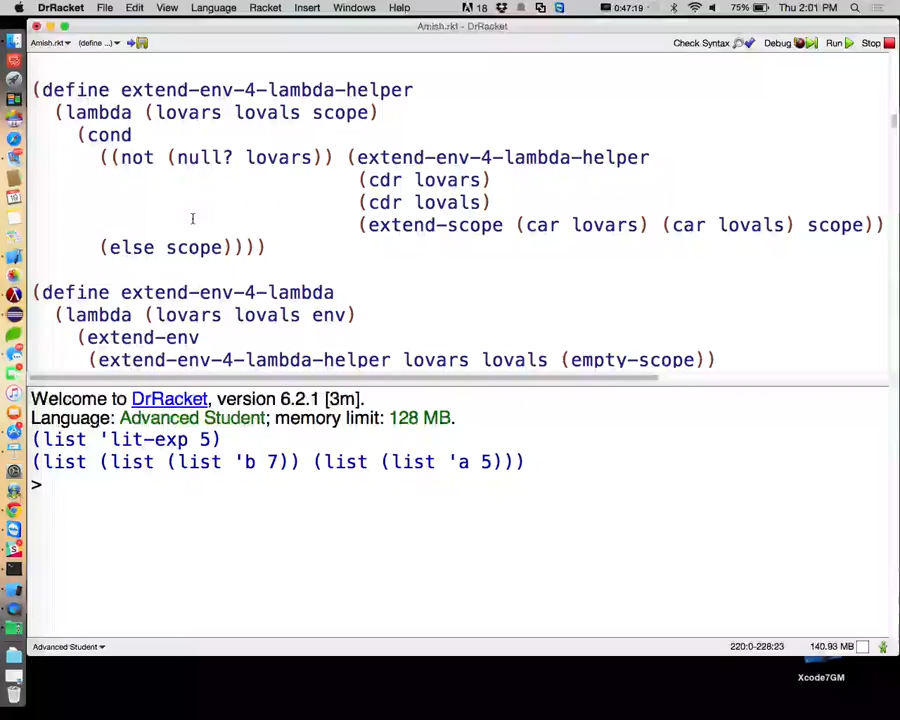 DrRacket File Edit View Language Racket Insert Windows Help 18 0:47:19 75% Thu 2:01 PM
Amish.rkt - DrRacket
Amish.rkt (define ...) Check Syntax Debug Run Stop
(define extend-env-4-lambda-helper
(lambda (lovars lovals scope)
(cond
((not (null? lovars)) (extend-env-4-lambda-helper
(cdr lovars)
(cdr lovals)
(extend-scope (car lovars) (car lovals) scope))
(else scope))))
(define extend-env-4-lambda
(lambda (lovars lovals env)
(extend-env
(extend-env-4-lambda-helper lovars lovals (empty-scope))
Welcome to DrRacket, version 6.2.1 [3m].
Language: Advanced Student; memory limit: 128 MB.
(list 'lit-exp 5)
(list (list (list 'b 7)) (list (list 'a 5)))
>
Advanced Student 220:0-228:23 140.93 MB
Xcode7GM